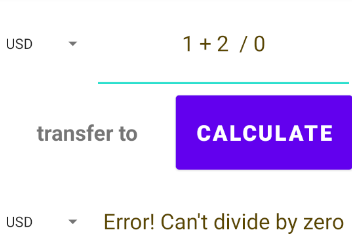 USD 1 + 2 / 0
transfer to CALCULATE
USD Error! Can't divide by zero